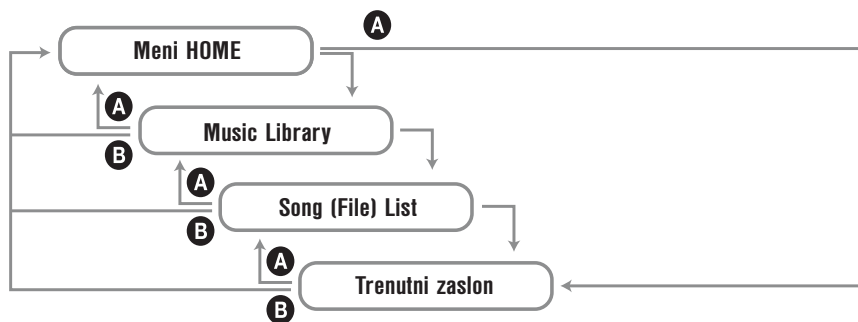 A
Meni HOME
A
Music Library
B
A
Song (File) List
B
A
Trenutni zaslon
B